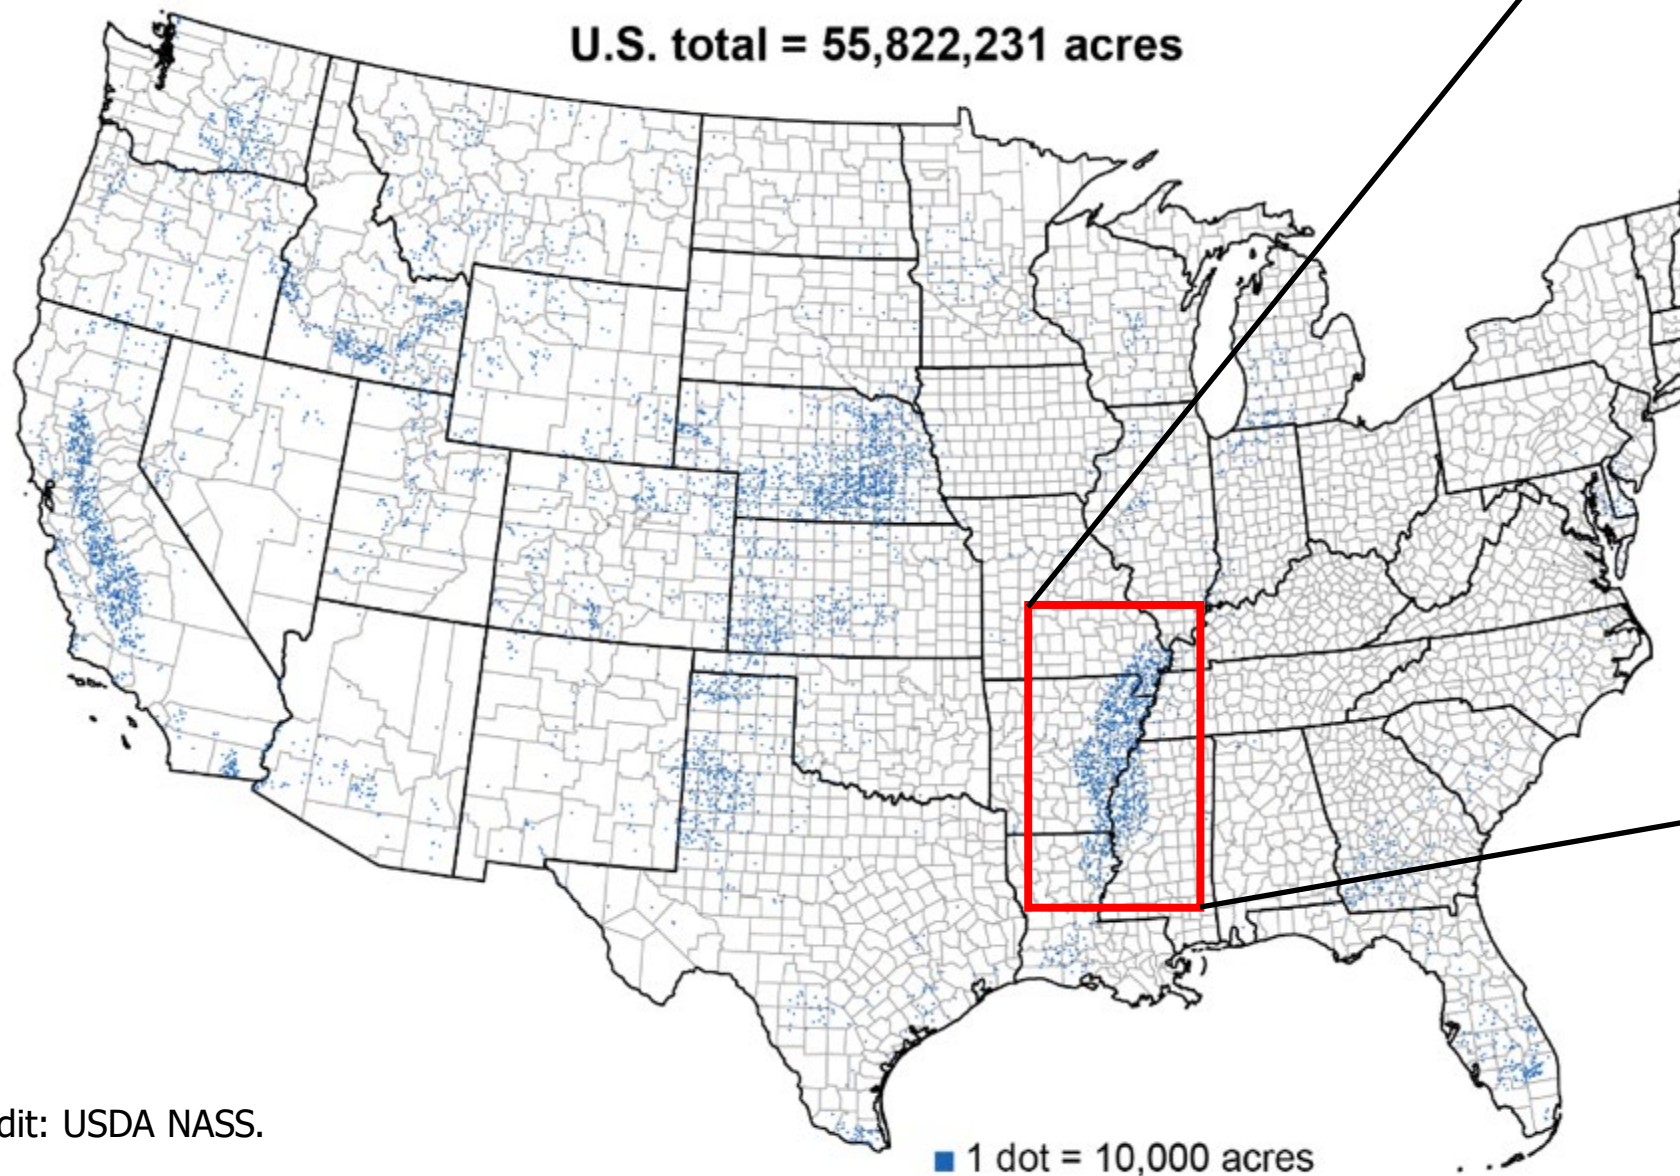 U.S. total = 55,822,231 acres
dit: USDA NASS.
1 dot = 10,000 acres